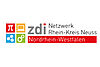 zdi Netzwerk
Rhein-Kreis Neuss
Nordrhein-Westfalen